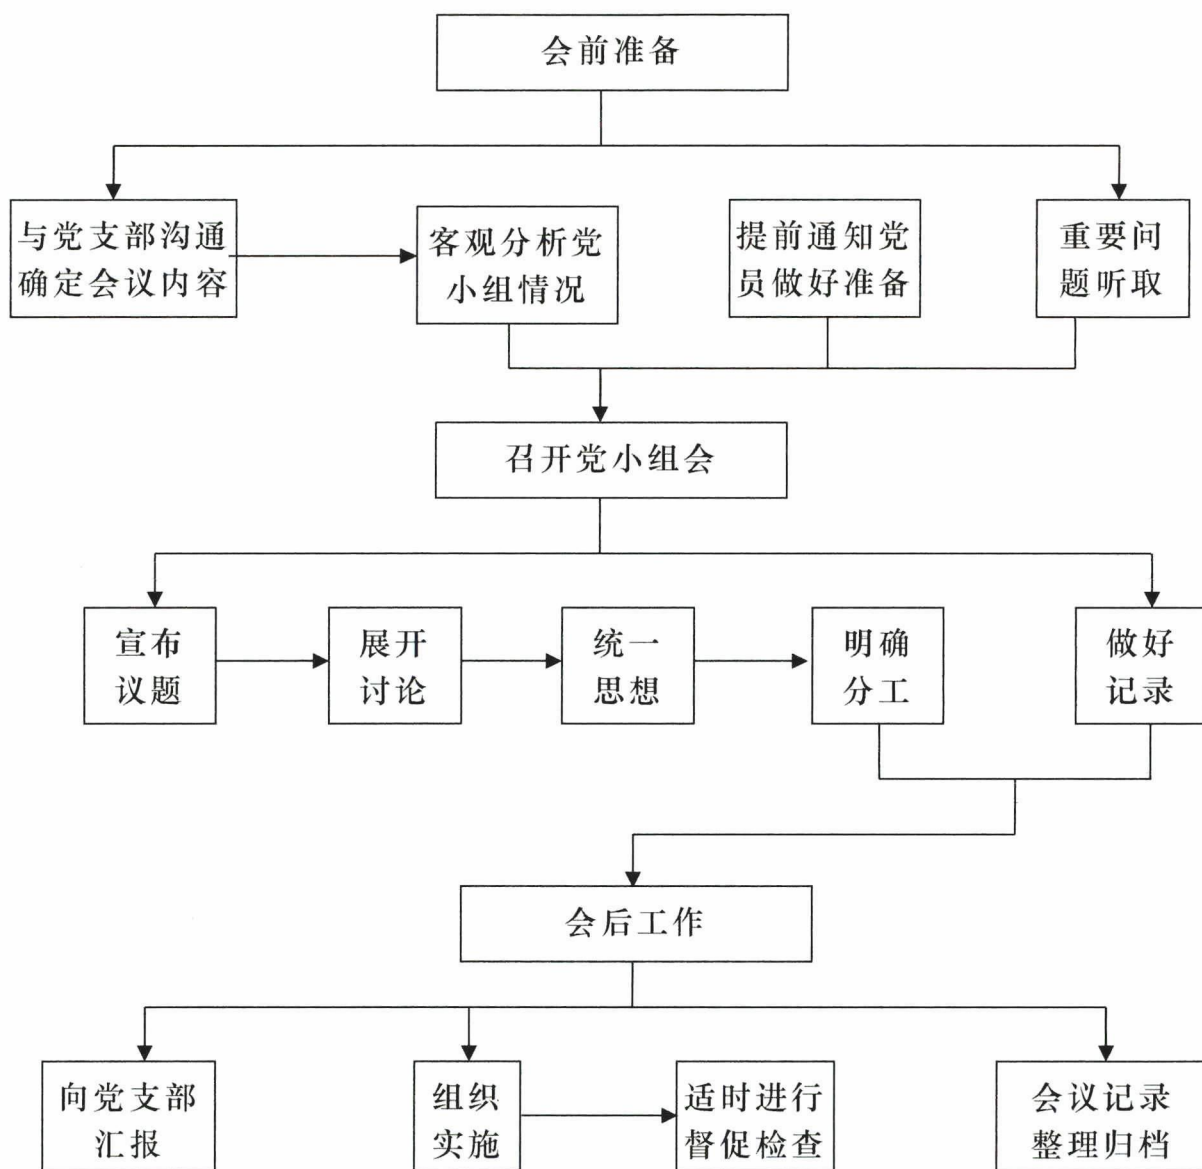 会前准备
与党支部沟通
确定会议内容
客观分析党
小组情况
提前通知党
员做好准备
重要问
题听取
召开党小组会
宣布
议题
展开
讨论
统一
思想
明确
分工
做好
记录
会后工作
向党支部
汇报
组织
实施
适时进行
督促检查
会议记录
整理归档